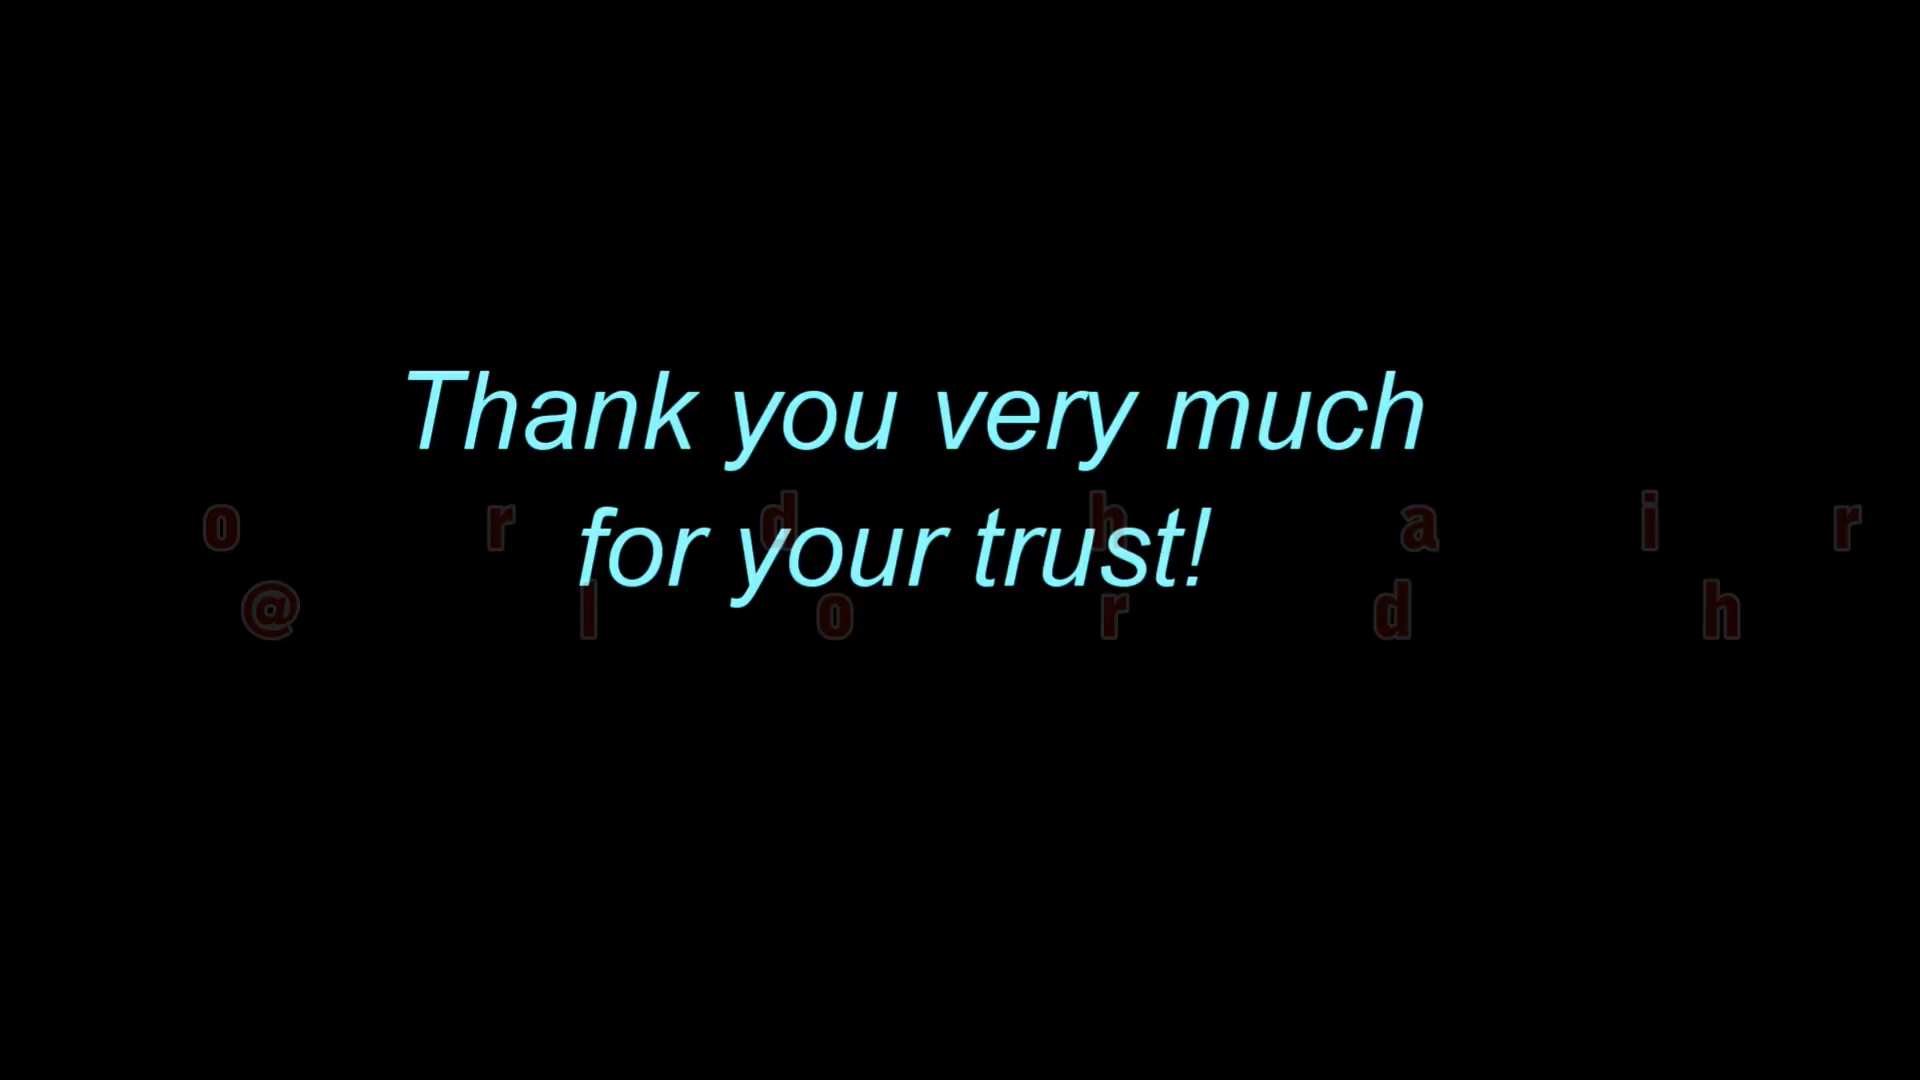 Thank you very much
o r d h a i r
for your trust!
@ l o r d h